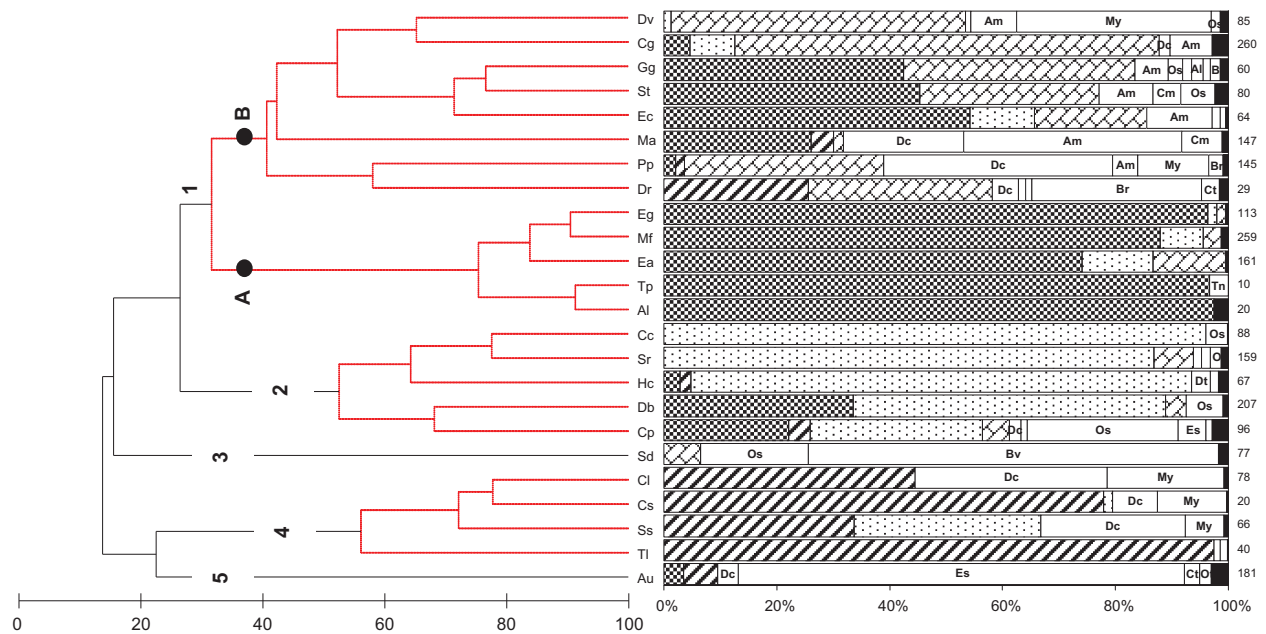 Dv Am My Os 85
Cg Dc Am 260
Gg Am Os Al B 60
St Am Cm Os 80
Ec Am 64
Ma Dc Am Cm 147
Pp Dc Am My Br 145
Dr Dc Br Ct 29
Eg 113
Mf 259
Ea 161
Tp Tn 10
Al 20
Cc Os 88
Sr O 159
Hc Dt 67
Db Os 207
Cp Dc Os Es 96
Sd Os Bv 77
Cl Dc My 78
Cs Dc My 20
Ss Dc My 66
Tl 40
Au Dc Es Ct O 181
B
1
A
2
3
4
5
0 20 40 60 80 100
0% 20% 40% 60% 80% 100%